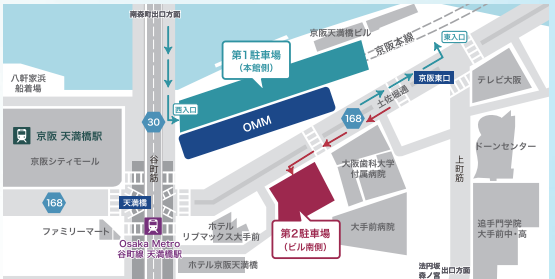 南森町出口方面
京阪天満橋ビル
京阪本線
東入口
第1駐車場
(本館側)
八軒家浜
船着場
西入口
京阪東口
テレビ大阪
土佐堀通
30
OMM
168
京阪 天満橋駅
京阪シティモール
谷町筋
大阪歯科大学
付属病院
上町筋
ドーンセンター
168
天満橋
ファミリーマート
ホテル
リブマックス大手前
第2駐車場
(ビル南側)
大手前病院
追手門学院
大手前中・高
Osaka Metro
谷町線 天満橋駅
ホテル京阪天満橋
法円坂
森ノ宮
出口方面